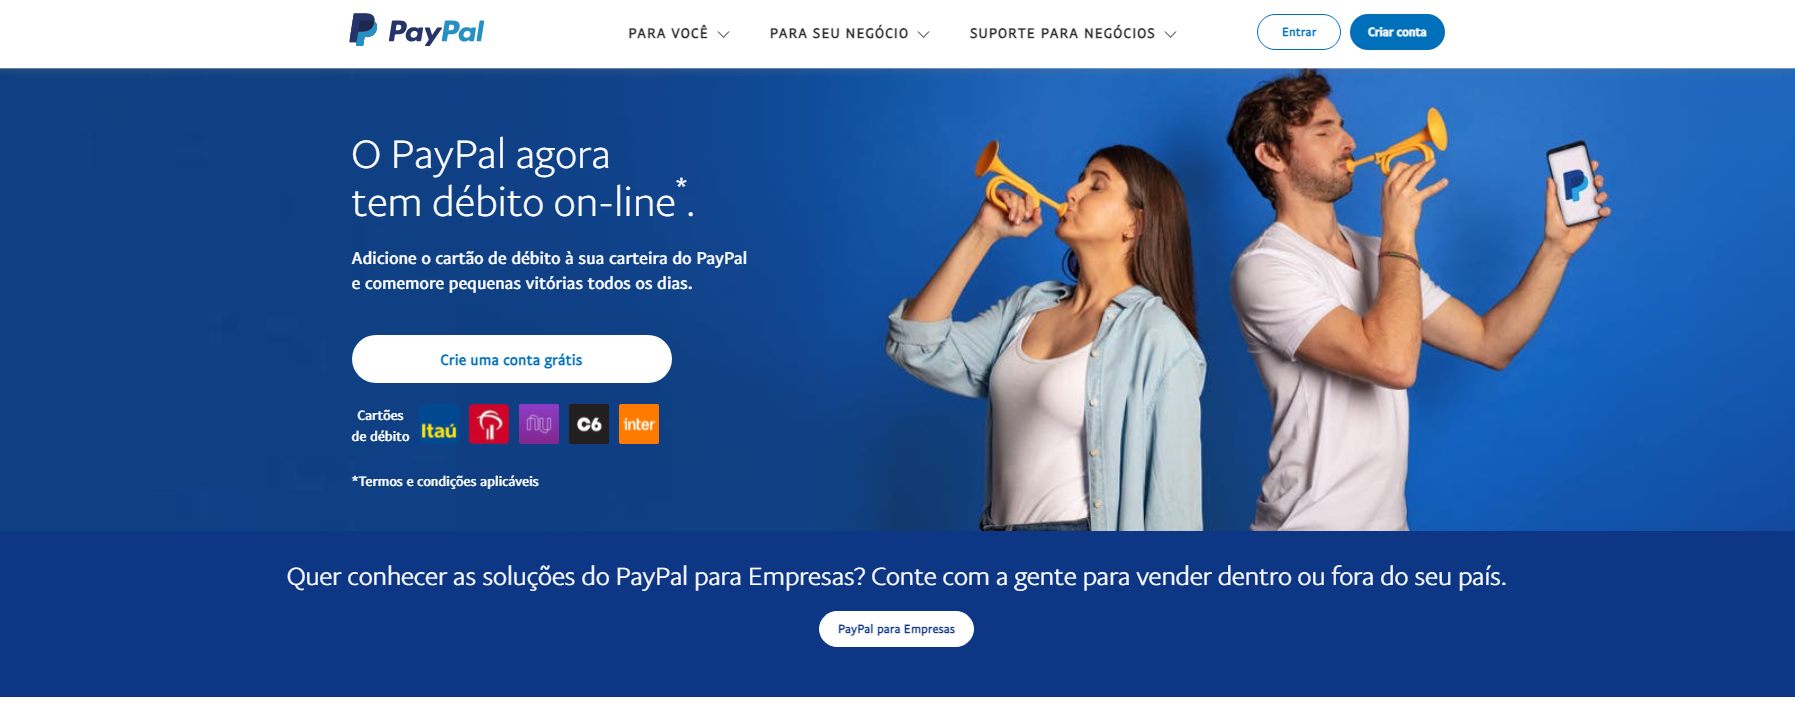 PayPal
PARA VOCÊ
PARA SEU NEGÓCIO
SUPORTE PARA NEGÓCIOS
Entrar
Criar conta
O PayPal agora
tem débito on-line*.
Adicione o cartão de débito à sua carteira do PayPal
e comemore pequenas vitórias todos os dias.
Crie uma conta grátis
Cartões
de débito
Itaú
nu
C6
inter
*Termos e condições aplicáveis
Quer conhecer as soluções do PayPal para Empresas? Conte com a gente para vender dentro ou fora do seu país.
PayPal para Empresas